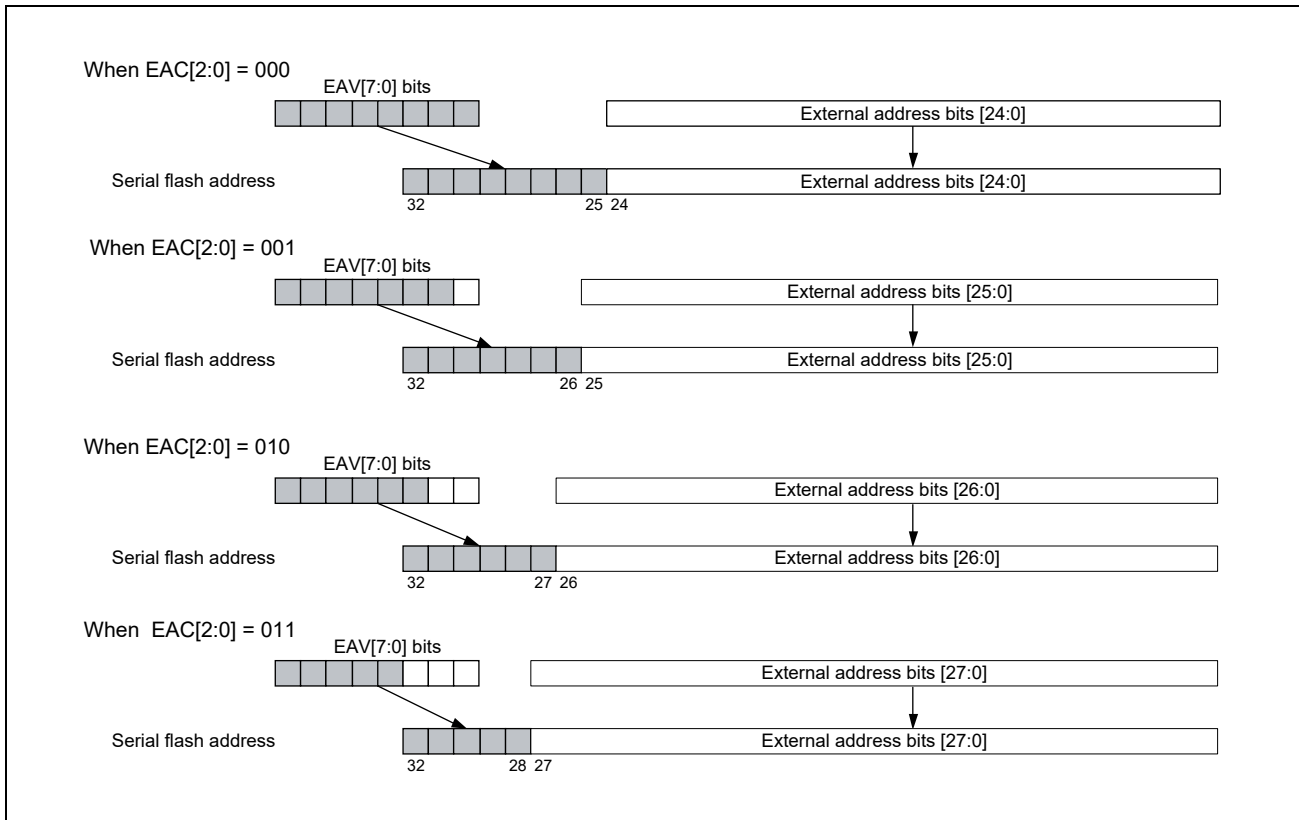 When EAC[2:0] = 000
EAV[7:0] bits
External address bits [24:0]
Serial flash address
External address bits [24:0]
32 25 24
When EAC[2:0] = 001
EAV[7:0] bits
External address bits [25:0]
Serial flash address
External address bits [25:0]
32 26 25
When EAC[2:0] = 010
EAV[7:0] bits
External address bits [26:0]
Serial flash address
External address bits [26:0]
32 27 26
When EAC[2:0] = 011
EAV[7:0] bits
External address bits [27:0]
Serial flash address
External address bits [27:0]
32 28 27